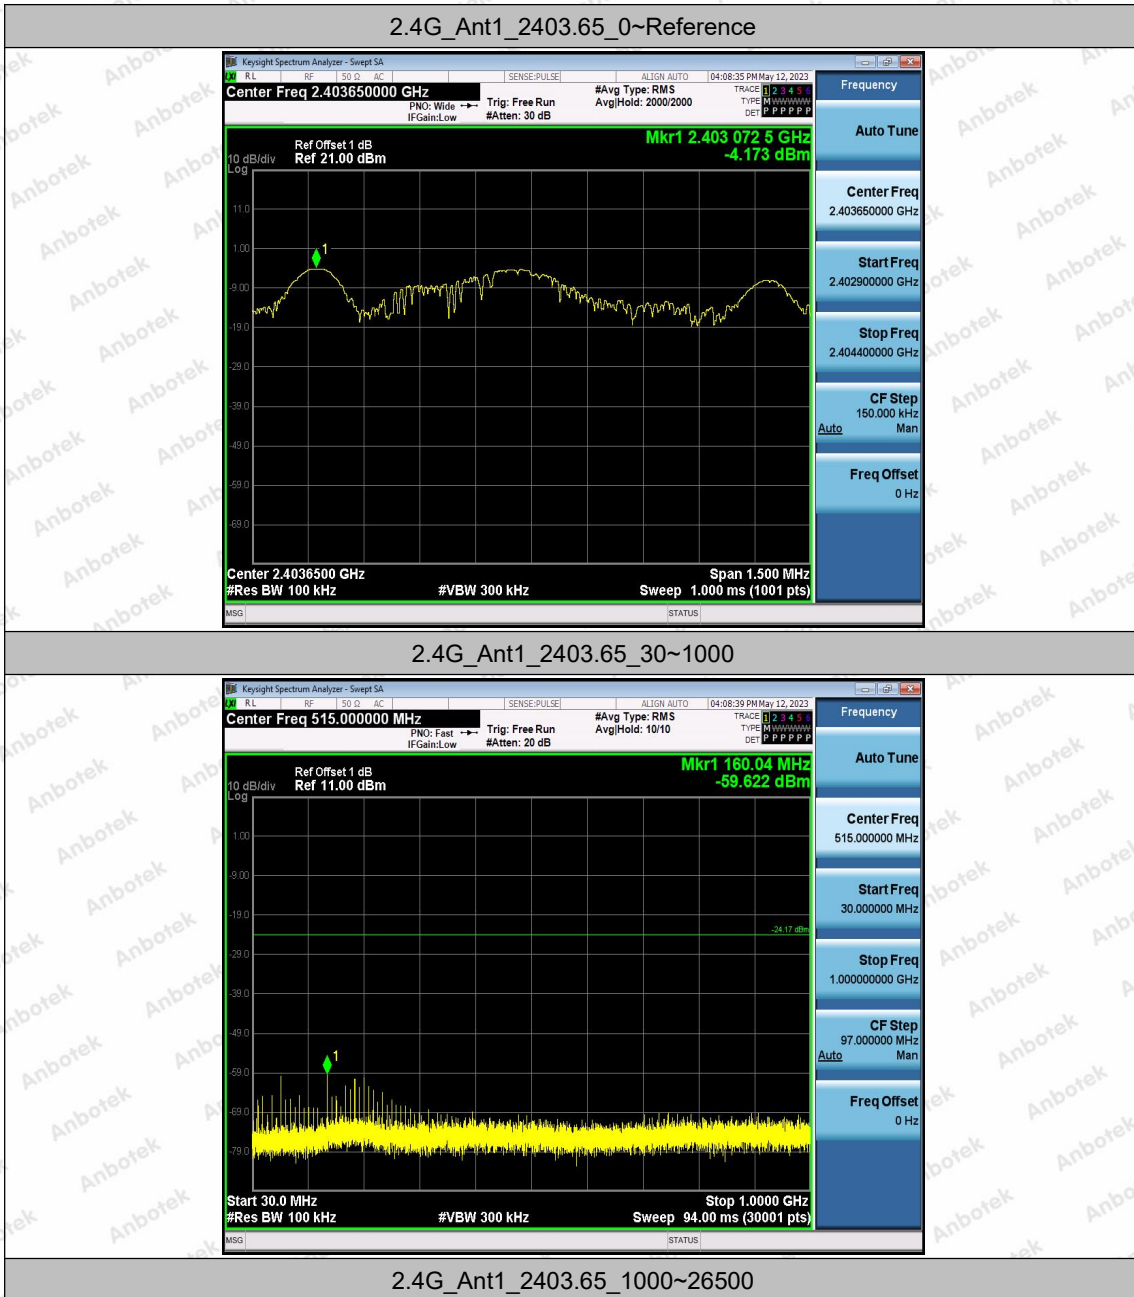 2.4G_Ant1_2403.65_0~Reference
Keysight Spectrum Analyzer - Swept SA
LXI RL RF 50 Ω AC SENSE:PULSE ALIGN AUTO 04:08:35 PM May 12, 2023
Center Freq 2.403650000 GHz
PNO: Wide
IFGain:Low
Trig: Free Run
#Atten: 30 dB
#Avg Type: RMS
Avg|Hold: 2000/2000
TRACE 1 2 3 4 5 6
TYPE M WWWWW
DET P P P P P P
Frequency
Auto Tune
Center Freq
2.403650000 GHz
Start Freq
2.402900000 GHz
Stop Freq
2.404400000 GHz
CF Step
150.000 kHz
Auto Man
Freq Offset
0 Hz
Mkr1 2.403 072 5 GHz
-4.173 dBm
Ref Offset 1 dB
10 dB/div Ref 21.00 dBm
Log
11.0
1.00
-9.00
-19.0
-29.0
-39.0
-49.0
-59.0
-69.0
1
Center 2.4036500 GHz Span 1.500 MHz
#Res BW 100 kHz #VBW 300 kHz Sweep 1.000 ms (1001 pts)
MSG STATUS
2.4G_Ant1_2403.65_30~1000
Keysight Spectrum Analyzer - Swept SA
LXI RL RF 50 Ω AC SENSE:PULSE ALIGN AUTO 04:08:39 PM May 12, 2023
Center Freq 515.000000 MHz
PNO: Fast
IFGain:Low
Trig: Free Run
#Atten: 20 dB
#Avg Type: RMS
Avg|Hold: 10/10
TRACE 1 2 3 4 5 6
TYPE M WWWWW
DET P P P P P P
Frequency
Auto Tune
Center Freq
515.000000 MHz
Start Freq
30.000000 MHz
Stop Freq
1.000000000 GHz
CF Step
97.000000 MHz
Auto Man
Freq Offset
0 Hz
Mkr1 160.04 MHz
-59.622 dBm
Ref Offset 1 dB
10 dB/div Ref 11.00 dBm
Log
1.00
-9.00
-19.0
-24.17 dBm
-29.0
-39.0
-49.0
-59.0
-69.0
-79.0
1
Start 30.0 MHz Stop 1.0000 GHz
#Res BW 100 kHz #VBW 300 kHz Sweep 94.00 ms (30001 pts)
MSG STATUS
2.4G_Ant1_2403.65_1000~26500
Anbotek